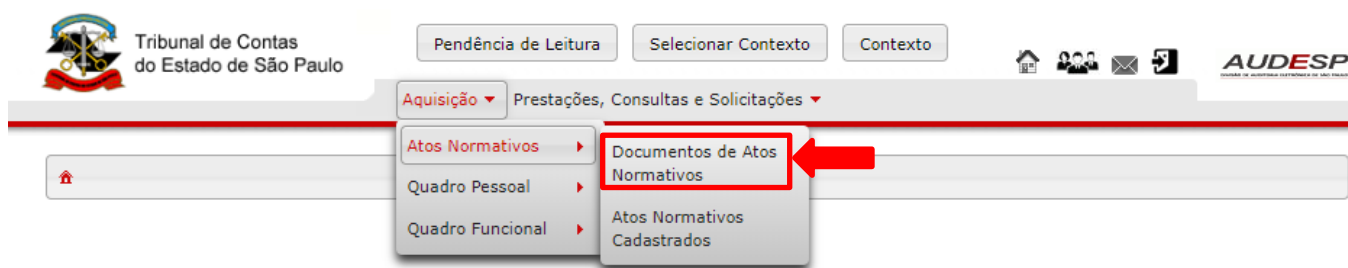 Tribunal de Contas
do Estado de São Paulo
Pendência de Leitura
Selecionar Contexto
Contexto
AUDESP
Aquisição
Prestações, Consultas e Solicitações
Atos Normativos
Quadro Pessoal
Quadro Funcional
Documentos de Atos
Normativos
Atos Normativos
Cadastrados